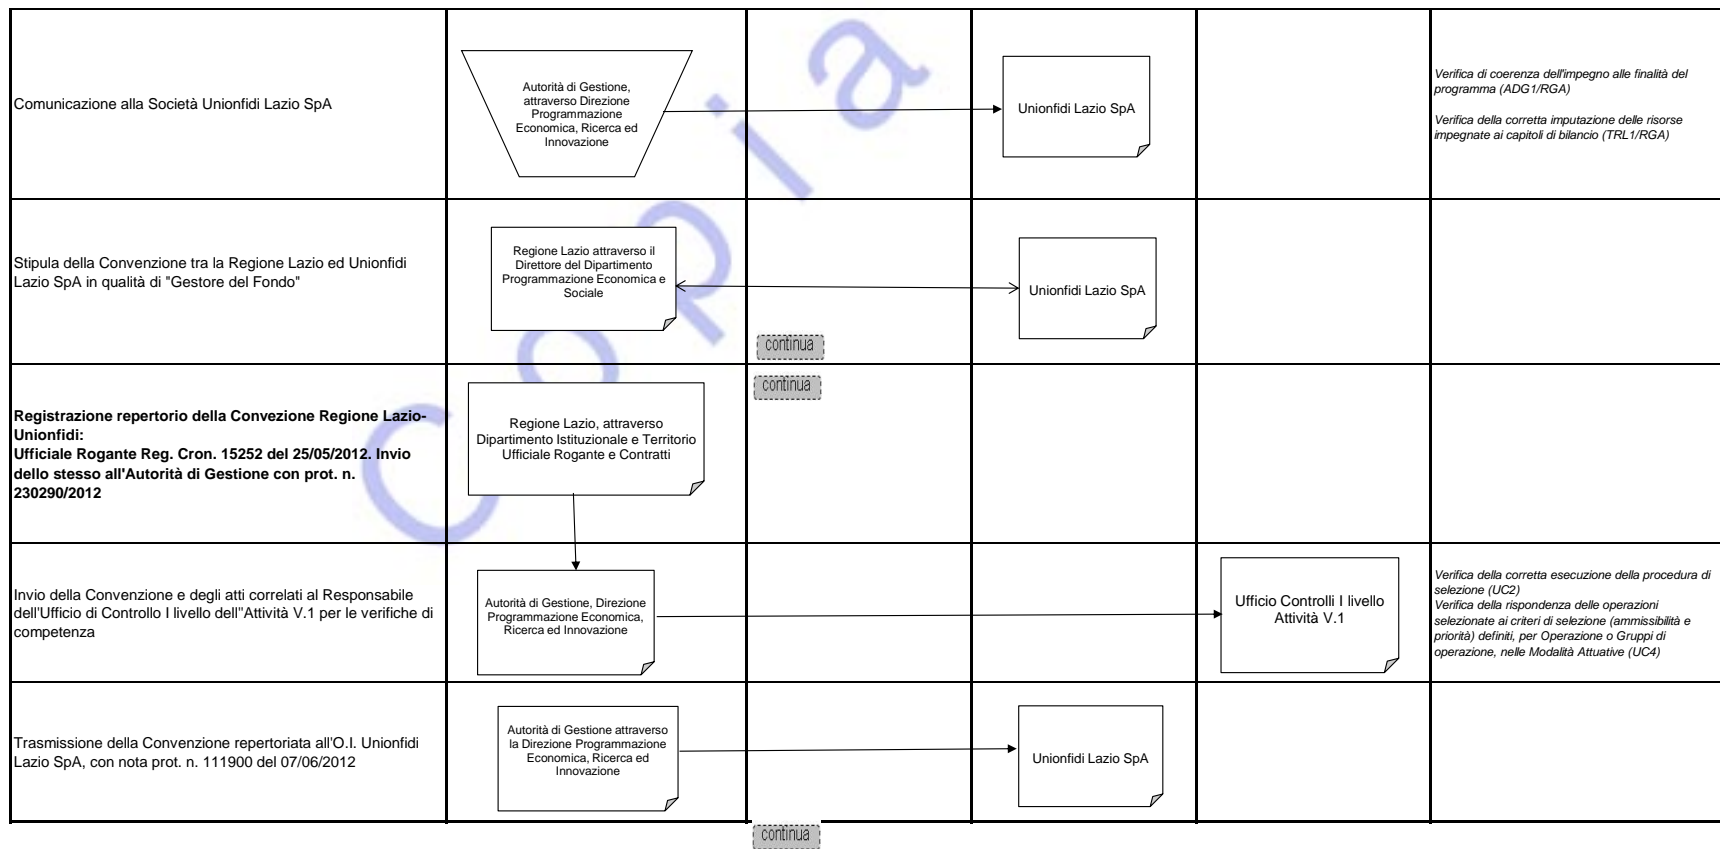 Comunicazione alla Società Unionfidi Lazio SpA
Autorità di Gestione,
attraverso Direzione
Programmazione
Economica, Ricerca ed
Innovazione
Unionfidi Lazio SpA
Verifica di coerenza dell'impegno alle finalità del
programma (ADG1/RGA)
Verifica della corretta imputazione delle risorse
impegnate ai capitoli di bilancio (TRL1/RGA)
Stipula della Convenzione tra la Regione Lazio ed Unionfidi
Lazio SpA in qualità di "Gestore del Fondo"
Regione Lazio attraverso il
Direttore del Dipartimento
Programmazione Economica e
Sociale
Unionfidi Lazio SpA
continua
continua
Registrazione repertorio della Convezione Regione Lazio-
Unionfidi:
Ufficiale Rogante Reg. Cron. 15252 del 25/05/2012. Invio
dello stesso all'Autorità di Gestione con prot. n.
230290/2012
Regione Lazio, attraverso
Dipartimento Istituzionale e Territorio
Ufficiale Rogante e Contratti
Invio della Convenzione e degli atti correlati al Responsabile
dell'Ufficio di Controllo I livello dell''Attività V.1 per le verifiche di
competenza
Autorità di Gestione, Direzione
Programmazione Economica,
Ricerca ed Innovazione
Ufficio Controlli I livello
Attività V.1
Verifica della corretta esecuzione della procedura di
selezione (UC2)
Verifica della rispondenza delle operazioni
selezionate ai criteri di selezione (ammissibilità e
priorità) definiti, per Operazione o Gruppi di
operazione, nelle Modalità Attuative (UC4)
Trasmissione della Convenzione repertoriata all'O.I. Unionfidi
Lazio SpA, con nota prot. n. 111900 del 07/06/2012
Autorità di Gestione attraverso
la Direzione Programmazione
Economica, Ricerca ed
Innovazione
Unionfidi Lazio SpA
continua
Copia